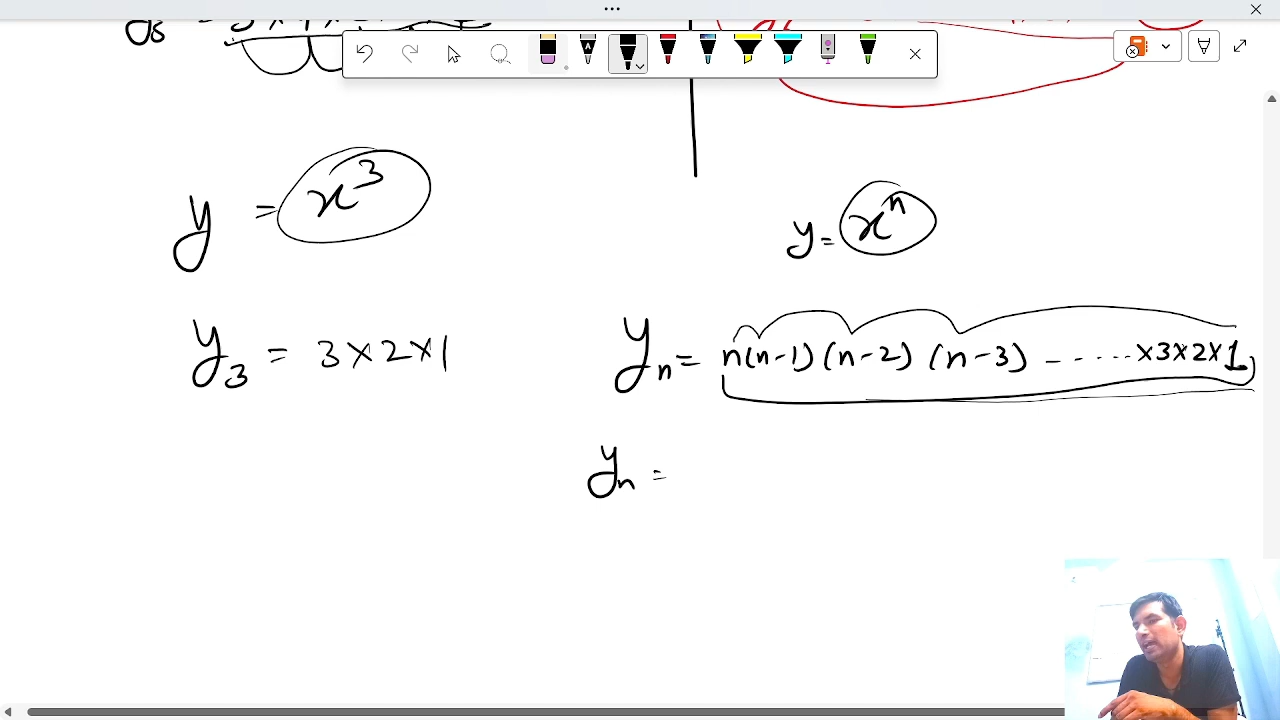 y = x³
y = xⁿ
y₃ = 3×2×1
yₙ = n(n-1)(n-2)(n-3) - - - - - - ×3×2×1
yₙ =